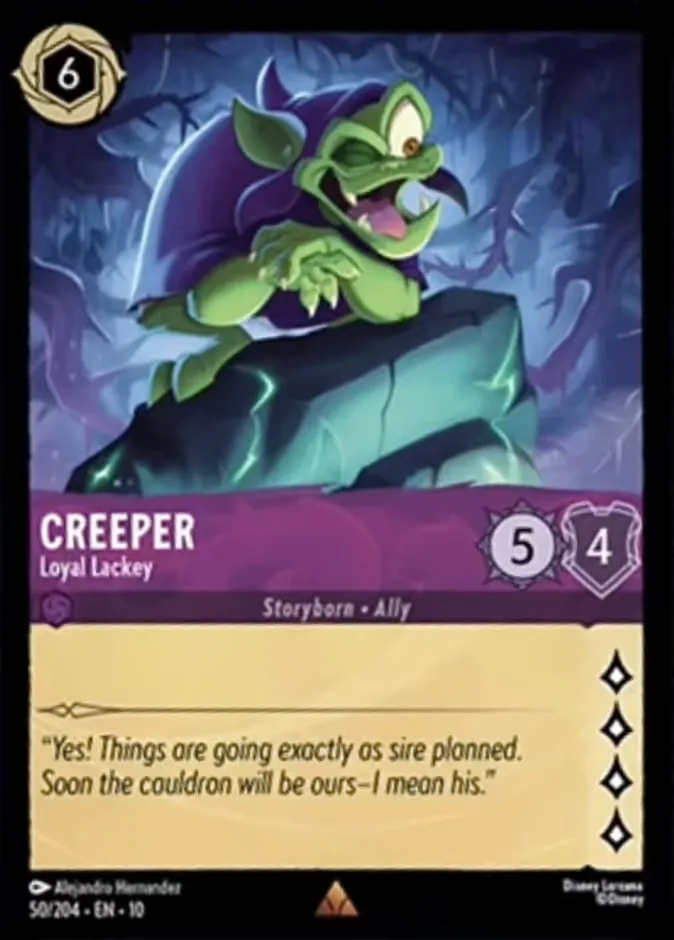 6
CREEPER
Loyal Lackey
5
4
Storyborn • Ally
“Yes! Things are going exactly as sire planned.
Soon the cauldron will be ours–I mean his.”
Alejandro Hernandez
Disney Lorcana
50/204 • EN • 10
©Disney